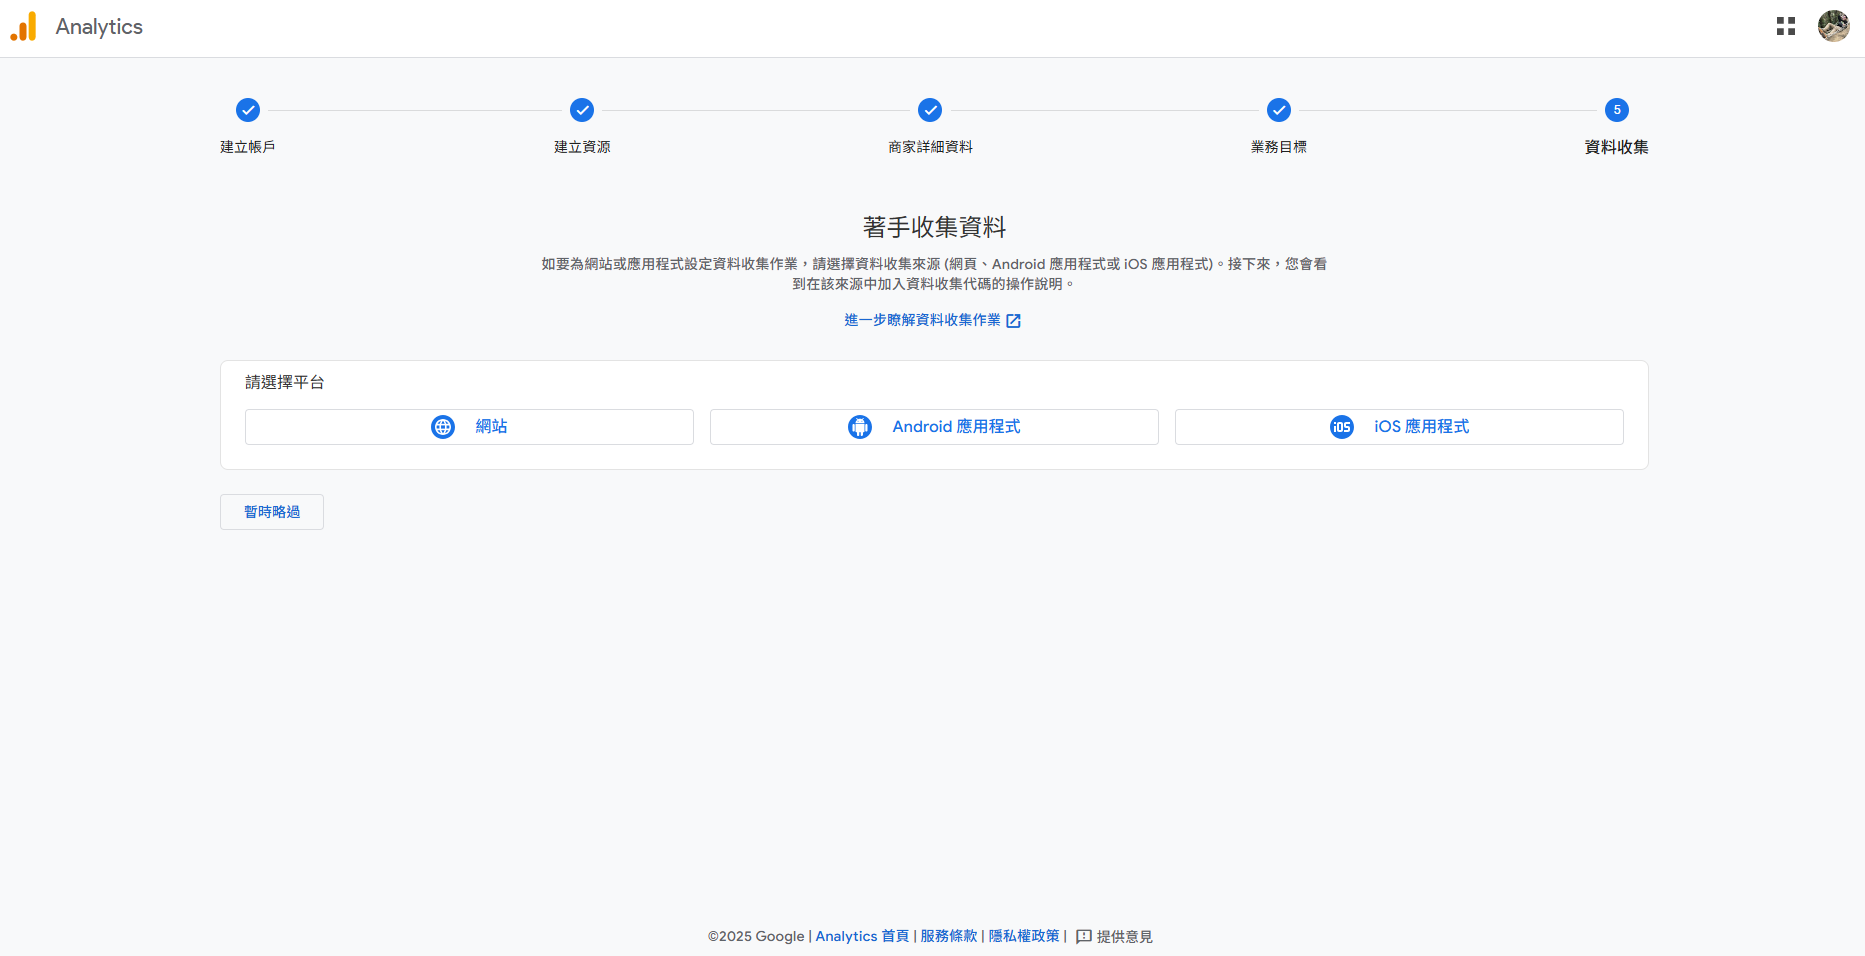 Analytics
5
建立帳戶
建立資源
商家詳細資料
業務目標
資料收集
著手收集資料
如要為網站或應用程式設定資料收集作業，請選擇資料收集來源 (網頁、Android 應用程式或 iOS 應用程式)。接下來，您會看
到在該來源中加入資料收集代碼的操作說明。
進一步瞭解資料收集作業
請選擇平台
網站
Android 應用程式
iOS iOS 應用程式
暫時略過
©2025 Google | Analytics 首頁 | 服務條款 | 隱私權政策 | 提供意見